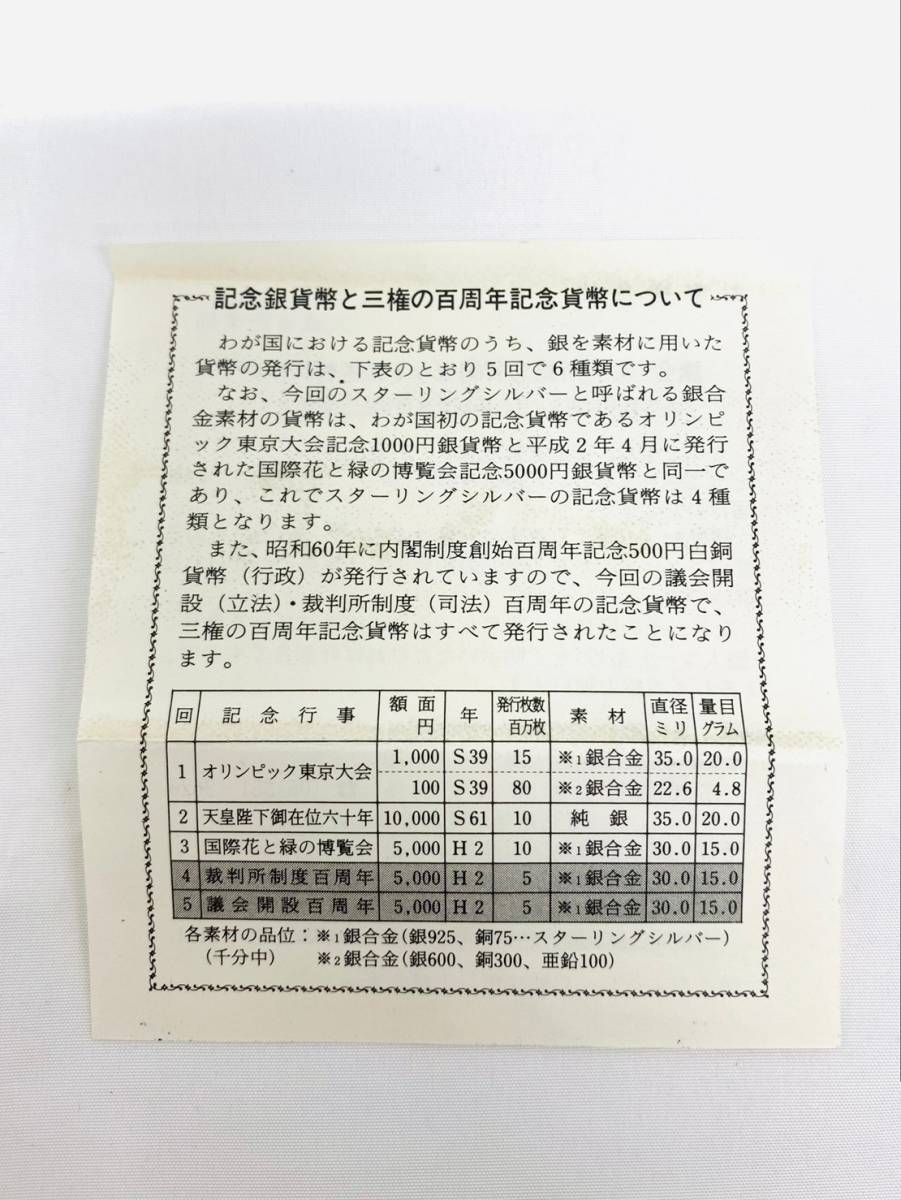 記念銀貨幣と三権の百周年記念貨幣について
わが国における記念貨幣のうち、銀を素材に用いた
貨幣の発行は、下表のとおり5回で6種類です。
なお、今回のスターリングシルバーと呼ばれる銀合
金素材の貨幣は、わが国初の記念貨幣であるオリンピ
ック東京大会記念1000円銀貨幣と平成2年4月に発行
された国際花と緑の博覧会記念5000円銀貨幣と同一で
あり、これでスターリングシルバーの記念貨幣は4種
類となります。
また、昭和60年に内閣制度創始百周年記念500円白銅
貨幣（行政）が発行されていますので、今回の議会開
設（立法）・裁判所制度（司法）百周年の記念貨幣で、
三権の百周年記念貨幣はすべて発行されたことになり
ます。
回 記念行事 額面円 年 発行枚数百万枚 素材 直径ミリ 量目グラム
1 オリンピック東京大会 1,000 S39 15 ※1銀合金 35.0 20.0
100 S39 80 ※2銀合金 22.6 4.8
2 天皇陛下御在位六十年 10,000 S61 10 純銀 35.0 20.0
3 国際花と緑の博覧会 5,000 H2 10 ※1銀合金 30.0 15.0
4 裁判所制度百周年 5,000 H2 5 ※1銀合金 30.0 15.0
5 議会開設百周年 5,000 H2 5 ※1銀合金 30.0 15.0
各素材の品位：※1銀合金(銀925、銅75…スターリングシルバー)
(千分中) ※2銀合金(銀600、銅300、亜鉛100)